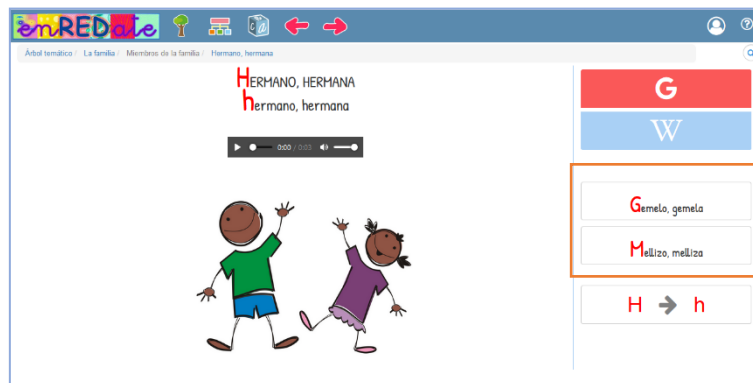 enREDate
Árbol temático / La familia / Miembros de la familia / Hermano, hermana
HERMANO, HERMANA
hermano, hermana
0:00 / 0:03
G
W
Gemelo, gemela
Mellizo, melliza
H → h